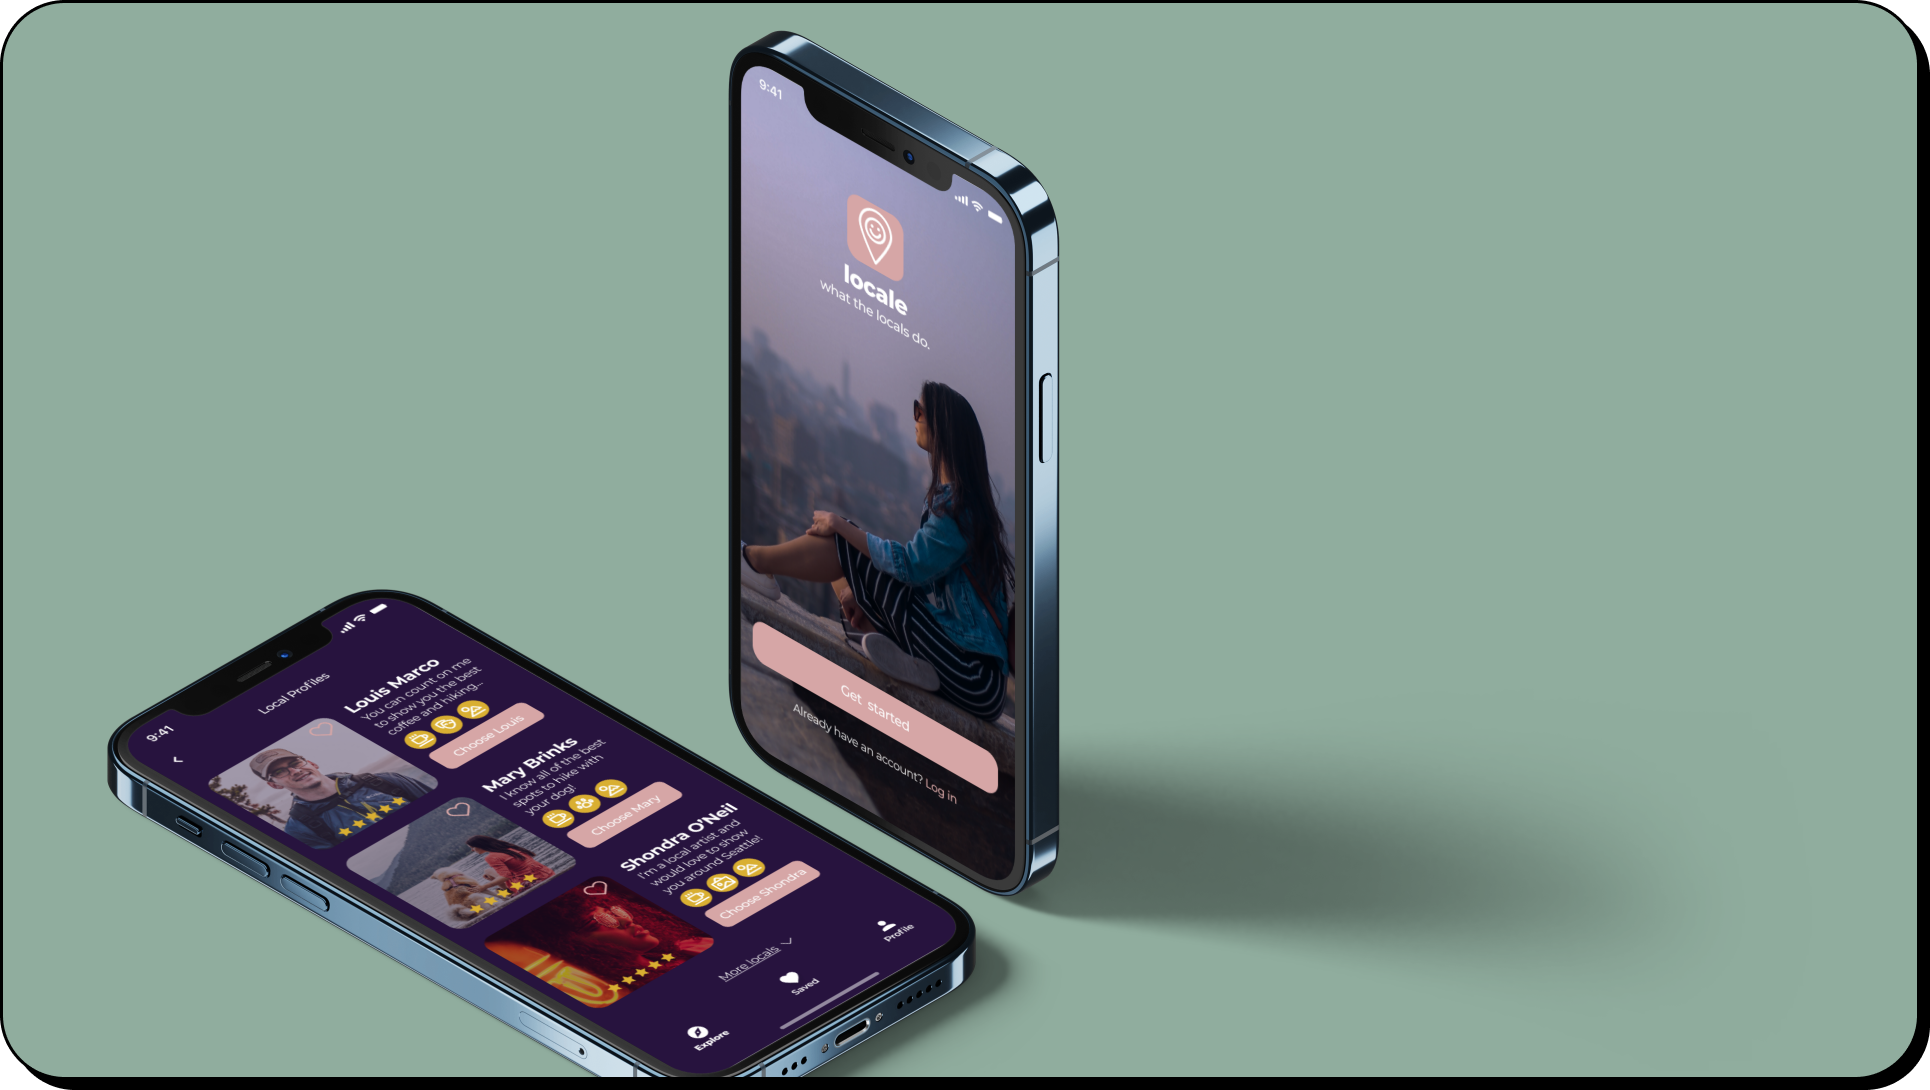 9:41
locale
what the locals do.
Get started
Already have an account? Log in
9:41
Local Profiles
Louis Marco
You can count on me
to show you the best
coffee and hiking...
Choose Louis
Mary Brinks
I know all of the best
spots to hike with
your dog!
Choose Mary
Shondra O'Neil
I'm a local artist and
would love to show
you around Seattle!
Choose Shondra
More locals
Explore
Saved
Profile